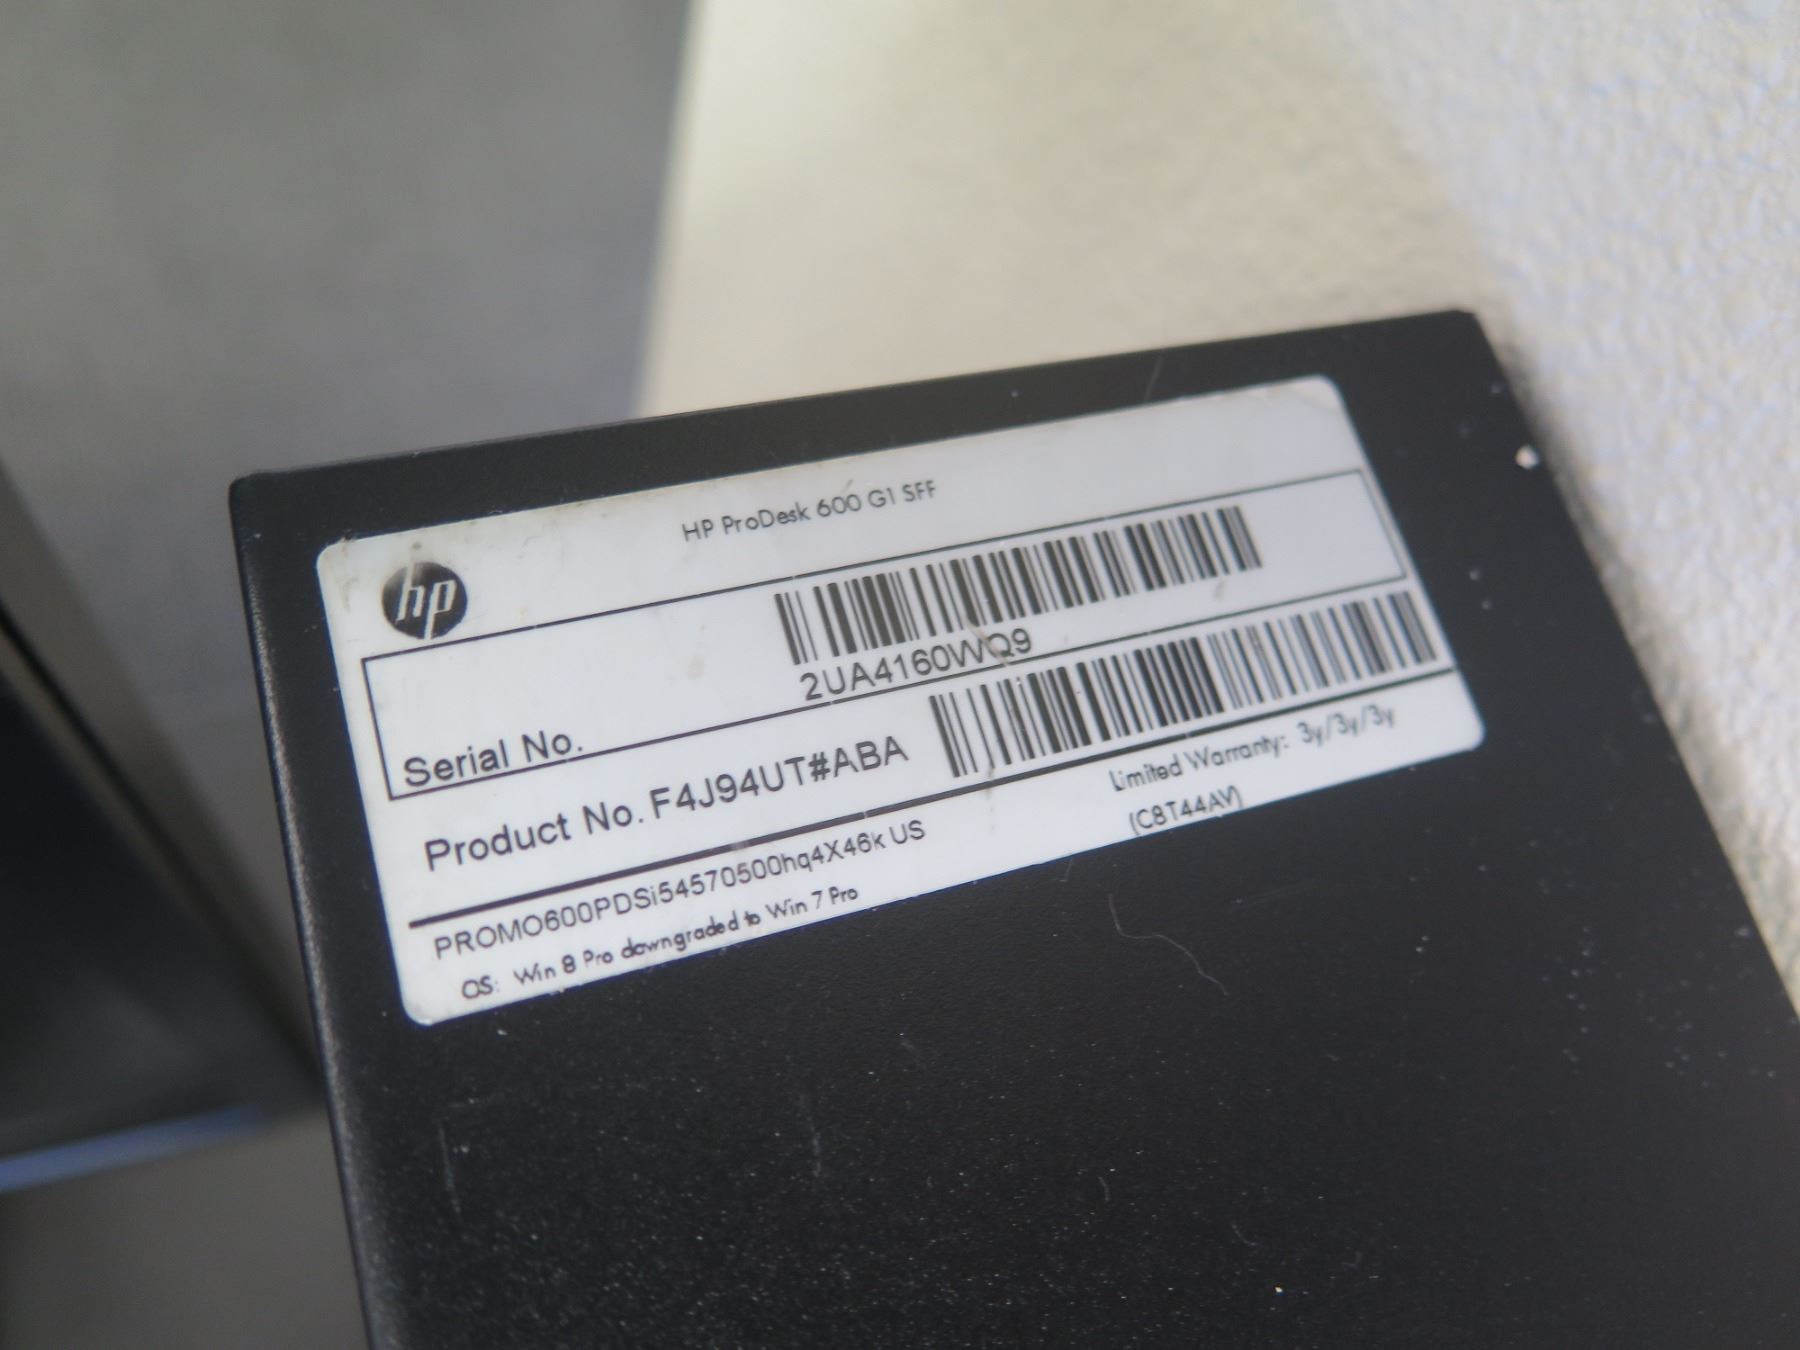 HP ProDesk 600 G1 SFF
hp
2UA4160WQ9
Serial No.
Product No. F4J94UT#ABA
PROMO600PDSi54570500hq4X46k US
Limited Warranty: 3y/3y/3y
OS: Win 8 Pro downgraded to Win 7 Pro
(C8T44AV)